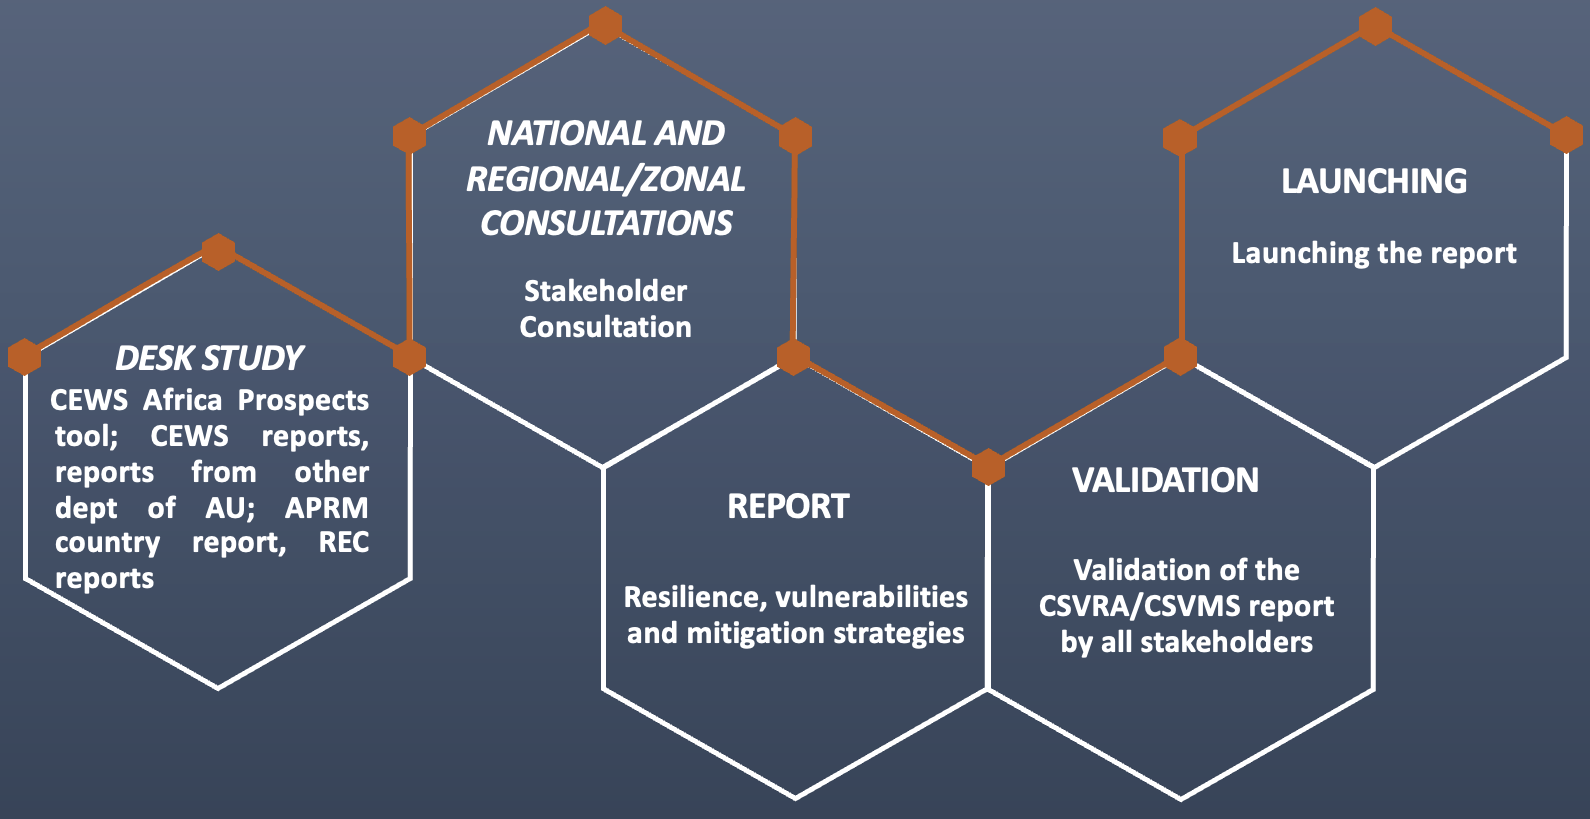 DESK STUDY
CEWS Africa Prospects
tool; CEWS reports,
reports from other
dept of AU; APRM
country report, REC
reports
NATIONAL AND
REGIONAL/ZONAL
CONSULTATIONS
Stakeholder
Consultation
REPORT
Resilience, vulnerabilities
and mitigation strategies
VALIDATION
Validation of the
CSVRA/CSVMS report
by all stakeholders
LAUNCHING
Launching the report